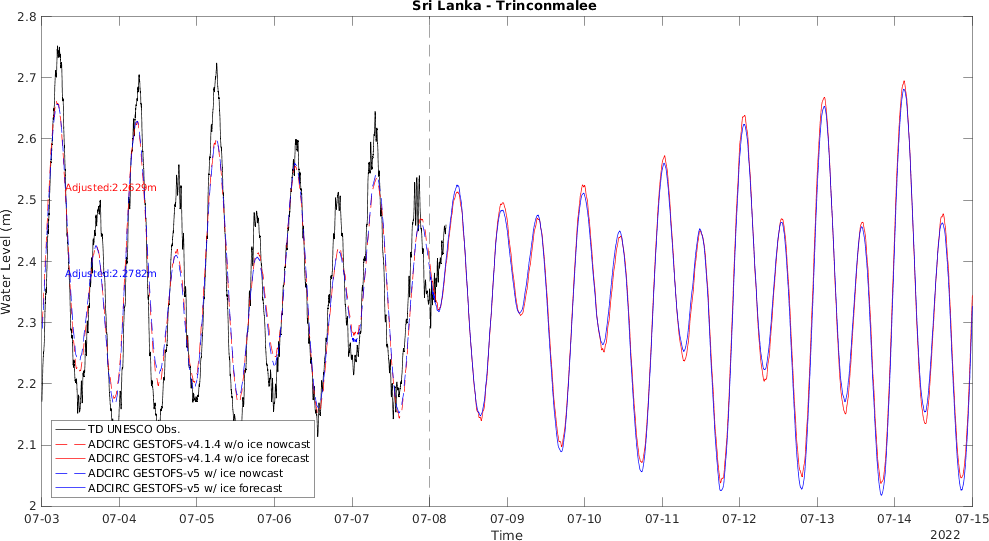 Sri Lanka - Trinconmalee
2.8
2.7
2.6
2.5
2.4
2.3
2.2
2.1
2
Water Level (m)
Adjusted:2.2629m
Adjusted:2.2782m
TD UNESCO Obs.
ADCIRC GESTOFS-v4.1.4 w/o ice nowcast
ADCIRC GESTOFS-v4.1.4 w/o ice forecast
ADCIRC GESTOFS-v5 w/ ice nowcast
ADCIRC GESTOFS-v5 w/ ice forecast
07-03 07-04 07-05 07-06 07-07 07-08 07-09 07-10 07-11 07-12 07-13 07-14 07-15
Time
2022